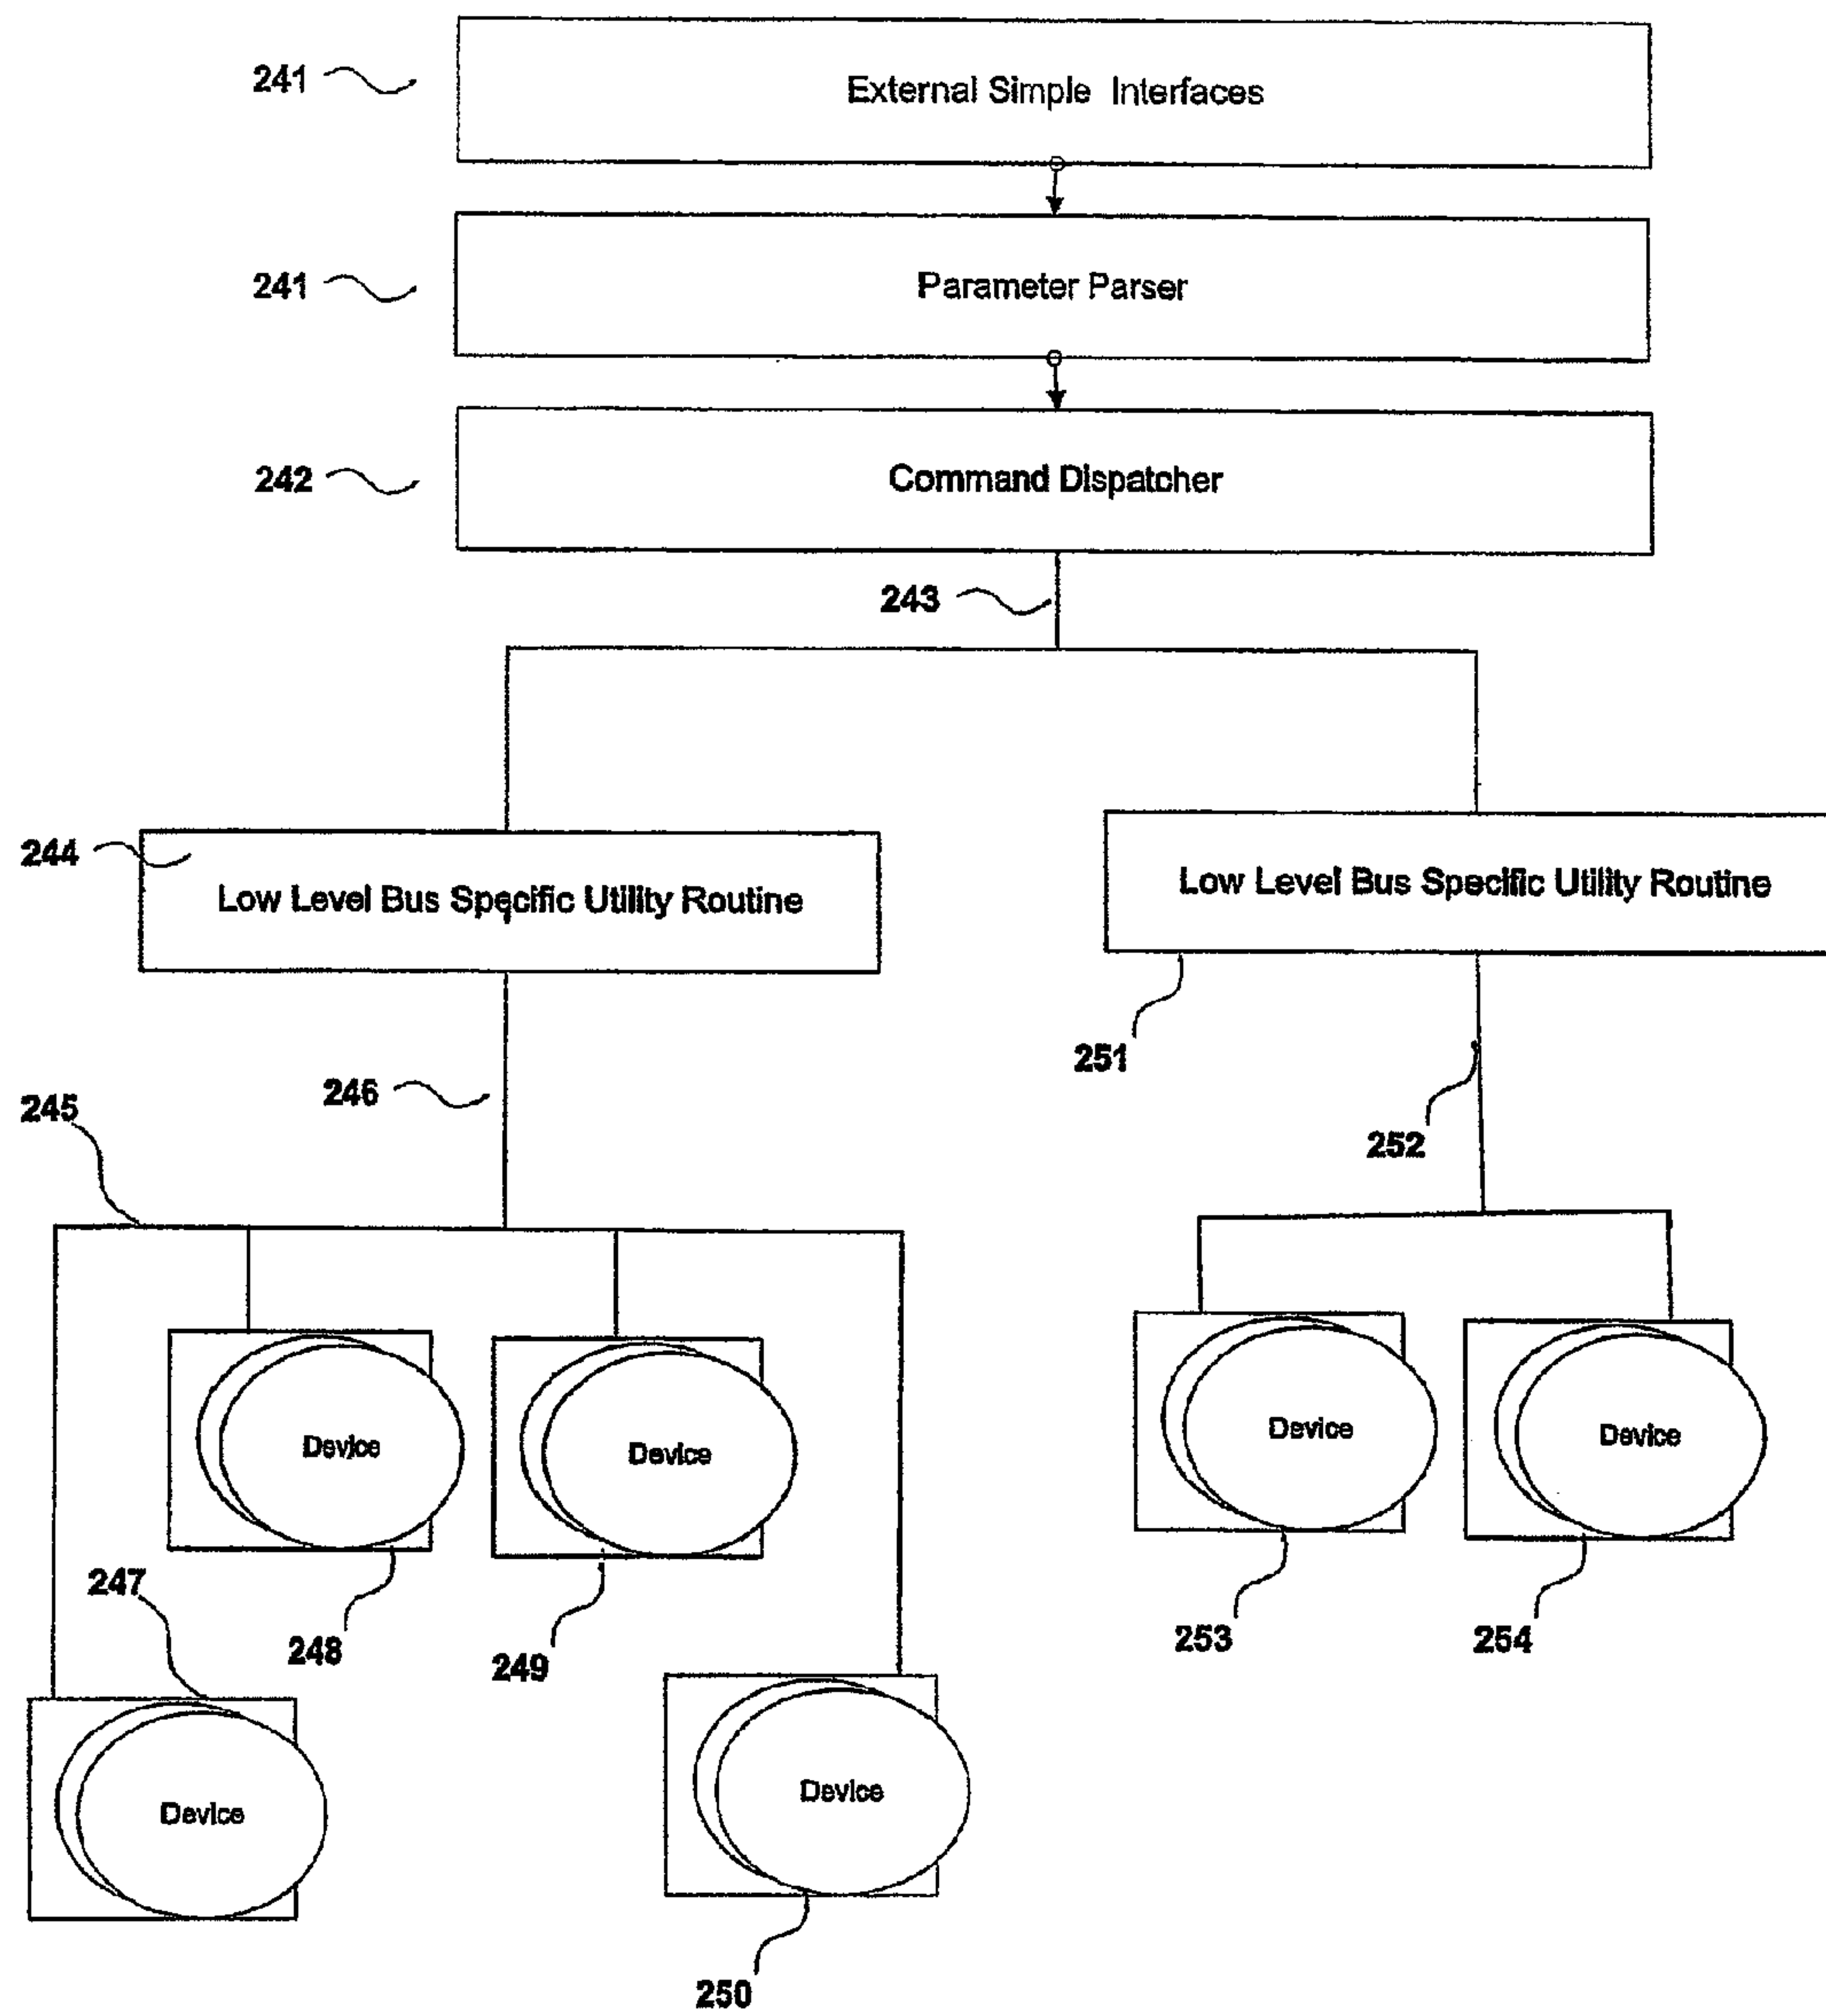 241 External Simple Interfaces
241 Parameter Parser
242 Command Dispatcher
243
244 Low Level Bus Specific Utility Routine
Low Level Bus Specific Utility Routine
251
246
245
252
Device
Device
Device
Device
247
248
249
253
254
Device
Device
250